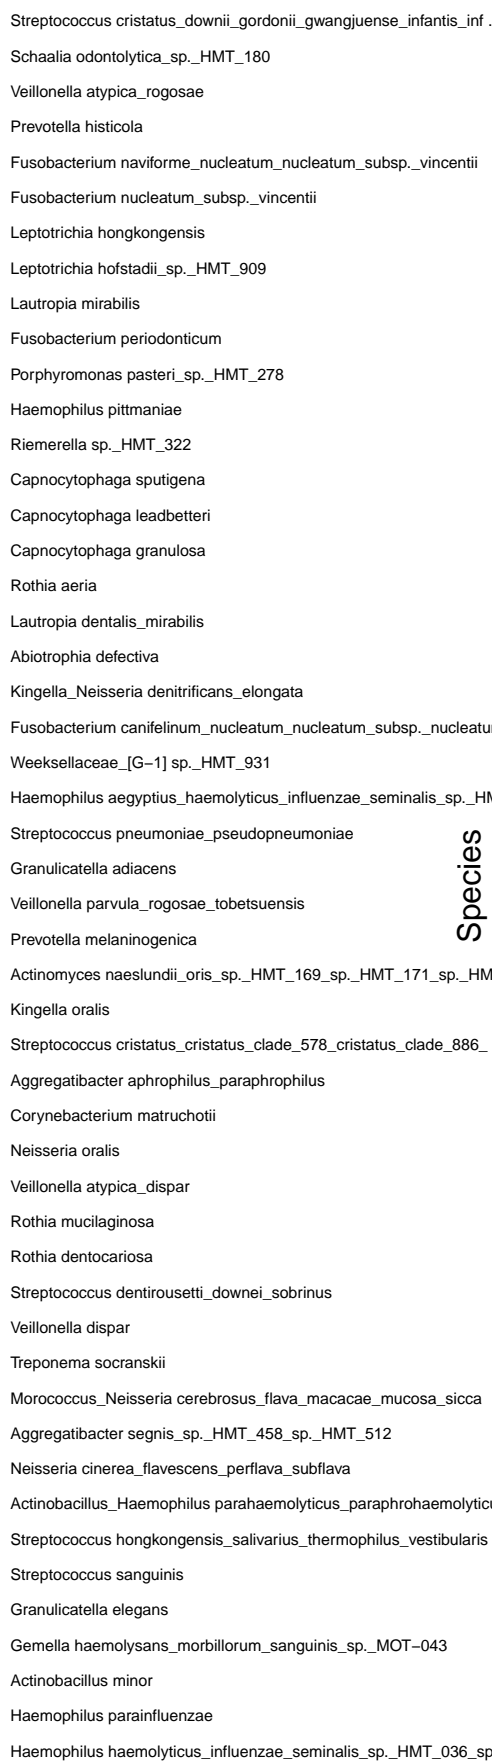 Streptococcus cristatus_downii_gordonii_gwangjuense_infantis_inf .
Schaalia odontolytica_sp._HMT_180
Veillonella atypica_rogosae
Prevotella histicola
Fusobacterium naviforme_nucleatum_nucleatum_subsp._vincentii
Fusobacterium nucleatum_subsp._vincentii
Leptotrichia hongkongensis
Leptotrichia hofstadii_sp._HMT_909
Lautropia mirabilis
Fusobacterium periodonticum
Porphyromonas pasteri_sp._HMT_278
Haemophilus pittmaniae
Riemerella sp._HMT_322
Capnocytophaga sputigena
Capnocytophaga leadbetteri
Capnocytophaga granulosa
Rothia aeria
Lautropia dentalis_mirabilis
Abiotrophia defectiva
Kingella_Neisseria denitrificans_elongata
Fusobacterium canifelinum_nucleatum_nucleatum_subsp._nucleatu
Weeksellaceae_[G−1] sp._HMT_931
Haemophilus aegyptius_haemolyticus_influenzae_seminalis_sp._HM
Streptococcus pneumoniae_pseudopneumoniae
Granulicatella adiacens
Veillonella parvula_rogosae_tobetsuensis
Prevotella melaninogenica
Actinomyces naeslundii_oris_sp._HMT_169_sp._HMT_171_sp._HM
Kingella oralis
Streptococcus cristatus_cristatus_clade_578_cristatus_clade_886_
Aggregatibacter aphrophilus_paraphrophilus
Corynebacterium matruchotii
Neisseria oralis
Veillonella atypica_dispar
Rothia mucilaginosa
Rothia dentocariosa
Streptococcus dentirousetti_downei_sobrinus
Veillonella dispar
Treponema socranskii
Morococcus_Neisseria cerebrosus_flava_macacae_mucosa_sicca
Aggregatibacter segnis_sp._HMT_458_sp._HMT_512
Neisseria cinerea_flavescens_perflava_subflava
Actinobacillus_Haemophilus parahaemolyticus_paraphrohaemolyticu
Streptococcus hongkongensis_salivarius_thermophilus_vestibularis
Streptococcus sanguinis
Granulicatella elegans
Gemella haemolysans_morbillorum_sanguinis_sp._MOT−043
Actinobacillus minor
Haemophilus parainfluenzae
Haemophilus haemolyticus_influenzae_seminalis_sp._HMT_036_sp
Species